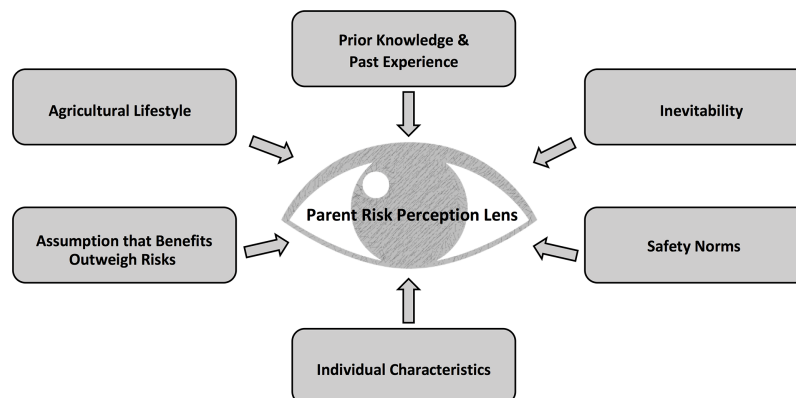 Prior Knowledge &
Past Experience
Agricultural Lifestyle
Inevitability
Parent Risk Perception Lens
Assumption that Benefits
Outweigh Risks
Safety Norms
Individual Characteristics